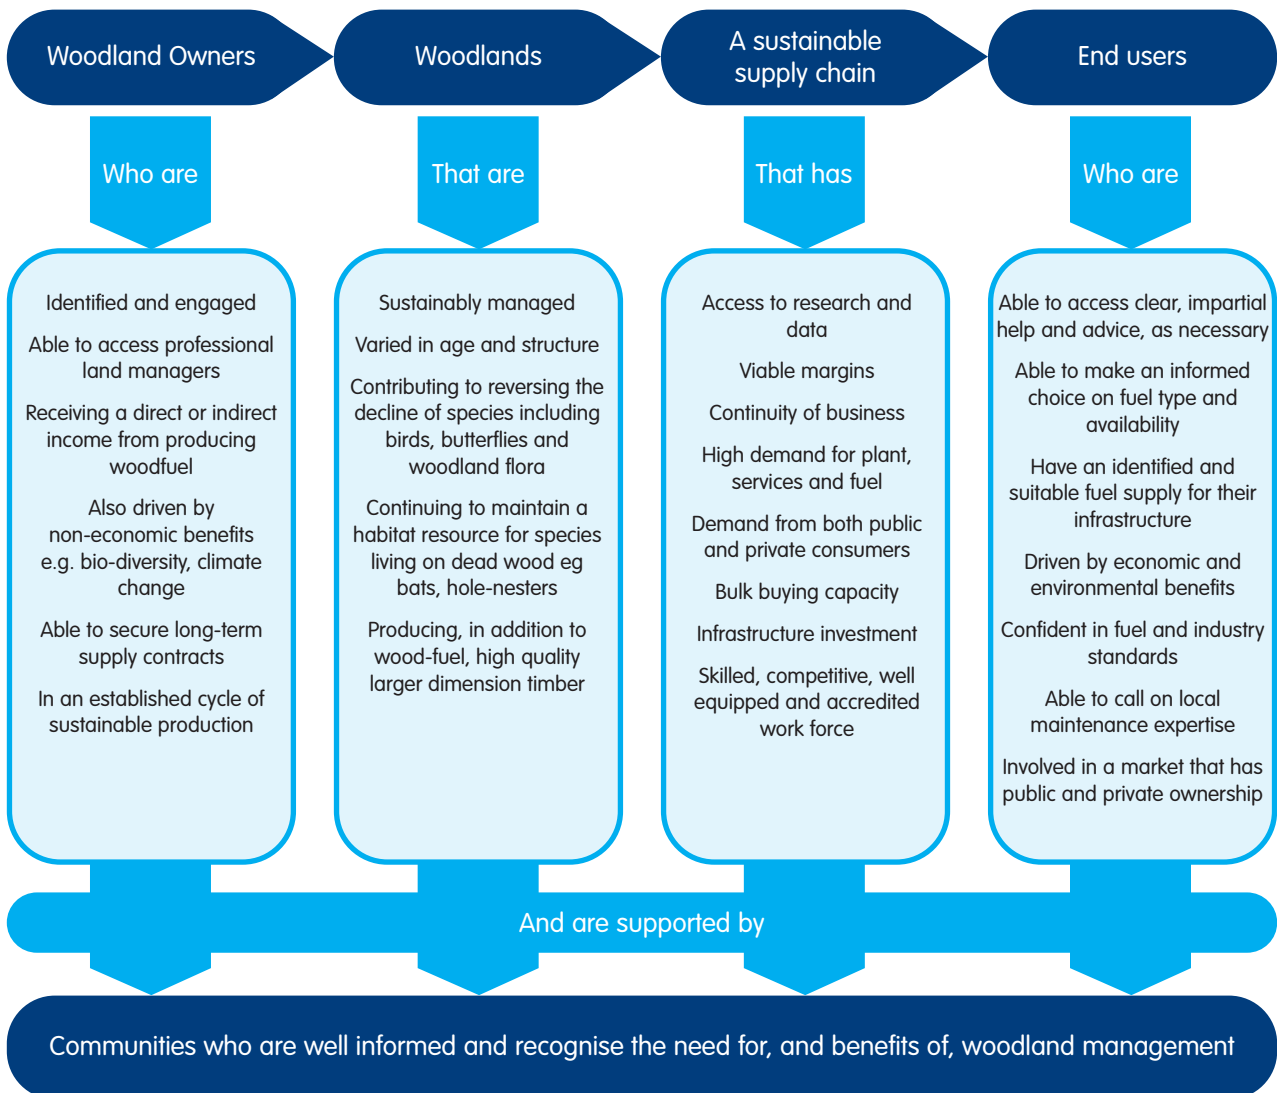 Woodland Owners
Woodlands
A sustainable
supply chain
End users
Who are
That are
That has
Who are
Identified and engaged
Able to access professional
land managers
Receiving a direct or indirect
income from producing
woodfuel
Also driven by
non-economic benefits
e.g. bio-diversity, climate
change
Able to secure long-term
supply contracts
In an established cycle of
sustainable production
Sustainably managed
Varied in age and structure
Contributing to reversing the
decline of species including
birds, butterflies and
woodland flora
Continuing to maintain a
habitat resource for species
living on dead wood eg
bats, hole-nesters
Producing, in addition to
wood-fuel, high quality
larger dimension timber
Access to research and
data
Viable margins
Continuity of business
High demand for plant,
services and fuel
Demand from both public
and private consumers
Bulk buying capacity
Infrastructure investment
Skilled, competitive, well
equipped and accredited
work force
Able to access clear, impartial
help and advice, as necessary
Able to make an informed
choice on fuel type and
availability
Have an identified and
suitable fuel supply for their
infrastructure
Driven by economic and
environmental benefits
Confident in fuel and industry
standards
Able to call on local
maintenance expertise
Involved in a market that has
public and private ownership
And are supported by
Communities who are well informed and recognise the need for, and benefits of, woodland management